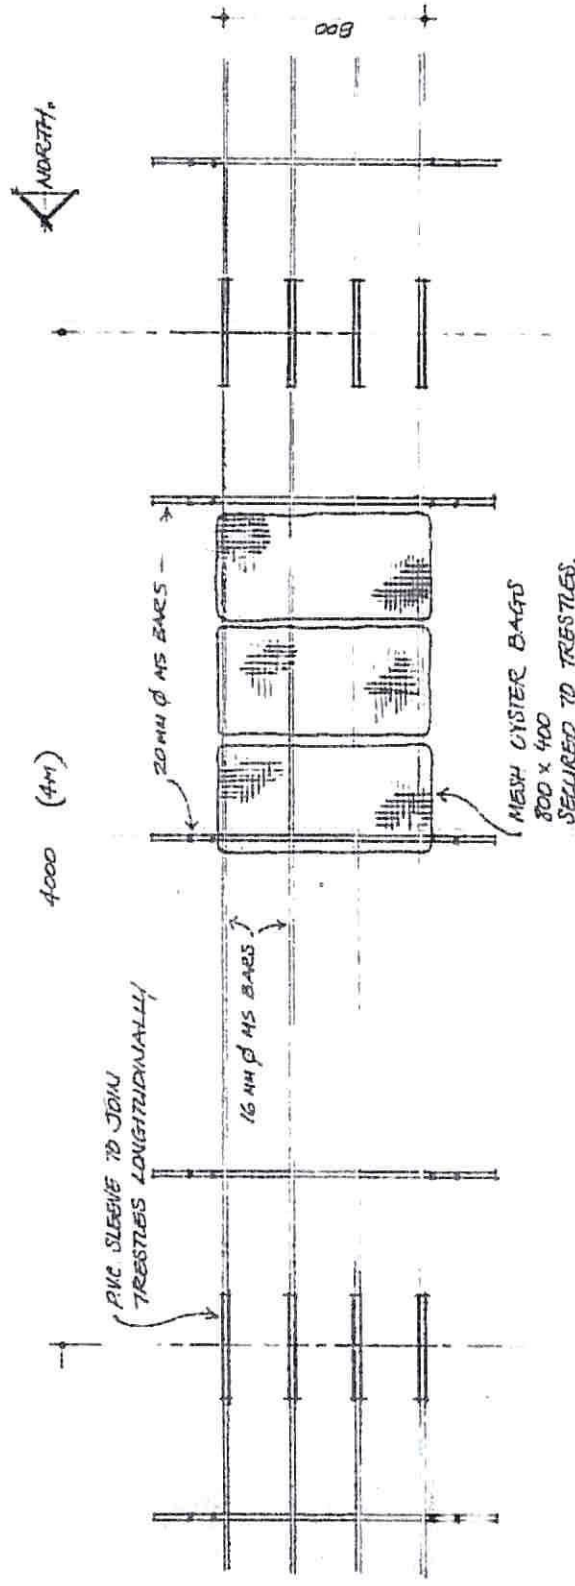 NORTH.
800
4000 (4M)
20 MM Ø MS BARS
16 MM Ø MS BARS
P.V.C. SLEEVE TO JOIN
TRESTLES LONGITUDINALLY
MESH OYSTER BAGS
800 x 400
SECURED TO TRESTLES.